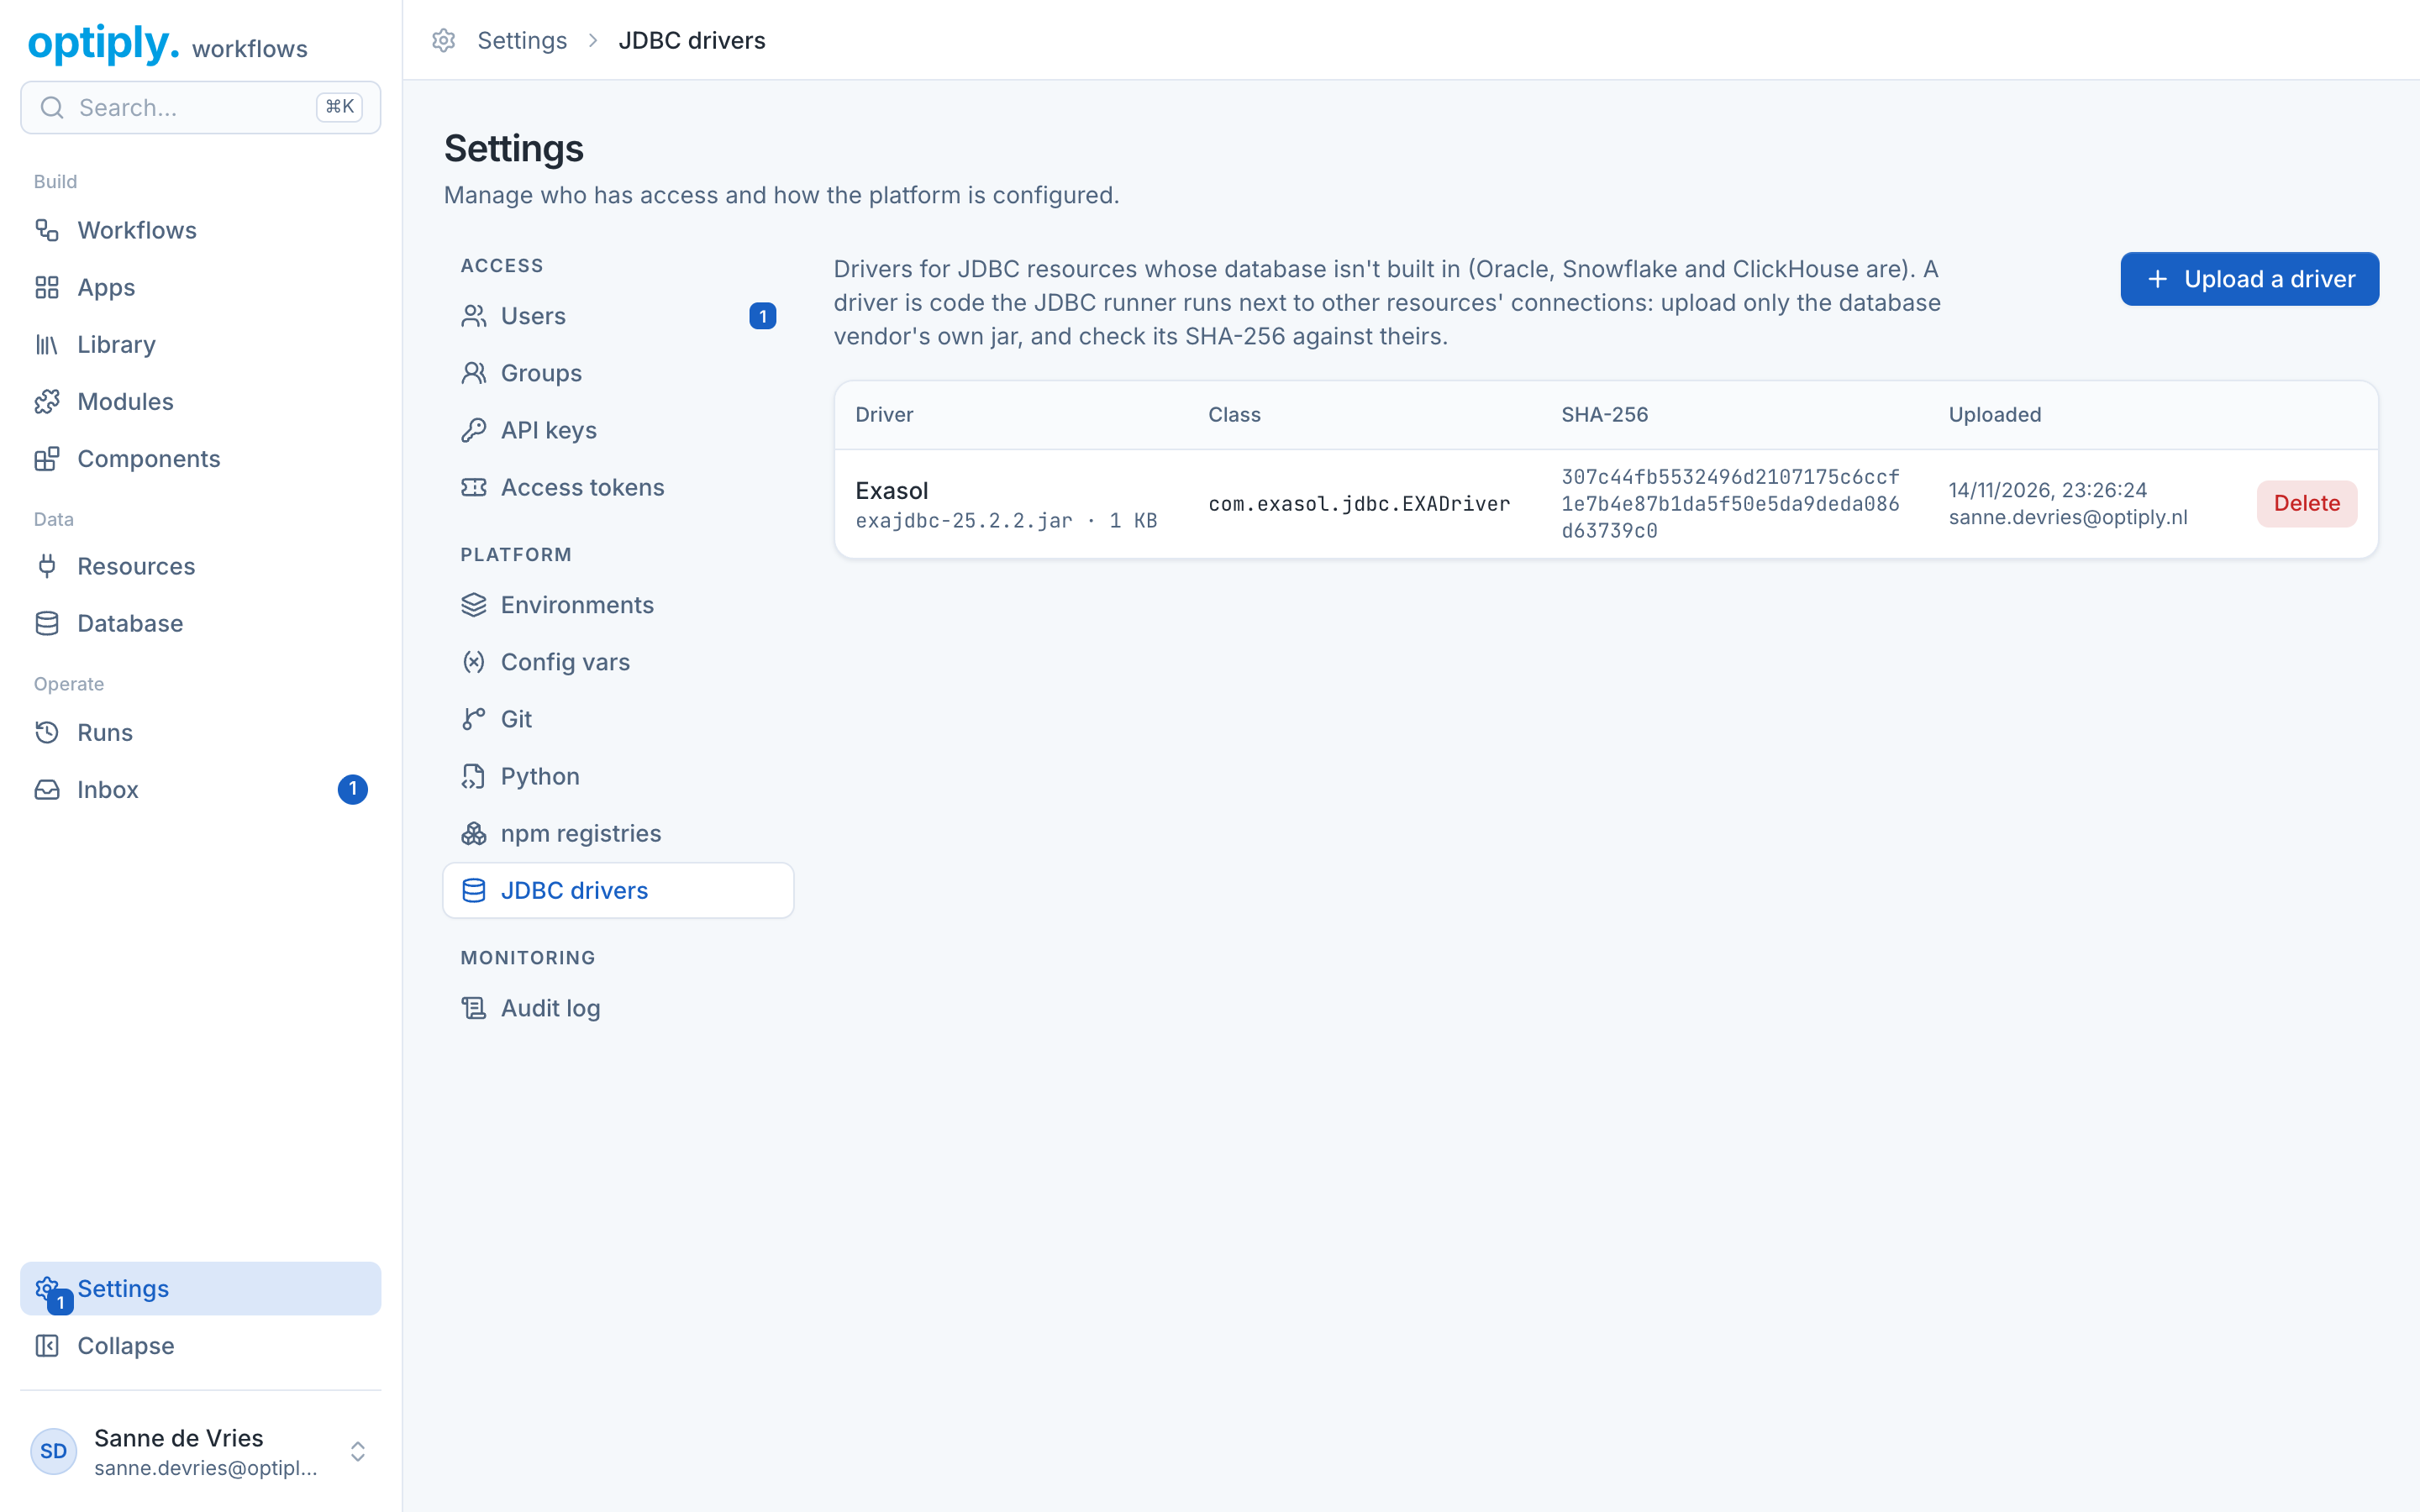 optiply. workflows
Search...
⌘K
Build
Workflows
Apps
Library
Modules
Components
Data
Resources
Database
Operate
Runs
Inbox
1
Settings
1
Collapse
SD
Sanne de Vries
sanne.devries@optipl...
Settings > JDBC drivers
Settings
Manage who has access and how the platform is configured.
ACCESS
Users
1
Groups
API keys
Access tokens
PLATFORM
Environments
Config vars
Git
Python
npm registries
JDBC drivers
MONITORING
Audit log
Drivers for JDBC resources whose database isn't built in (Oracle, Snowflake and ClickHouse are). A
driver is code the JDBC runner runs next to other resources' connections: upload only the database
vendor's own jar, and check its SHA-256 against theirs.
+ Upload a driver
Driver
Class
SHA-256
Uploaded
Exasol
exajdbc-25.2.2.jar · 1 KB
com.exasol.jdbc.EXADriver
307c44fb5532496d2107175c6ccf
1e7b4e87b1da5f50e5da9deda086
d63739c0
14/11/2026, 23:26:24
sanne.devries@optiply.nl
Delete